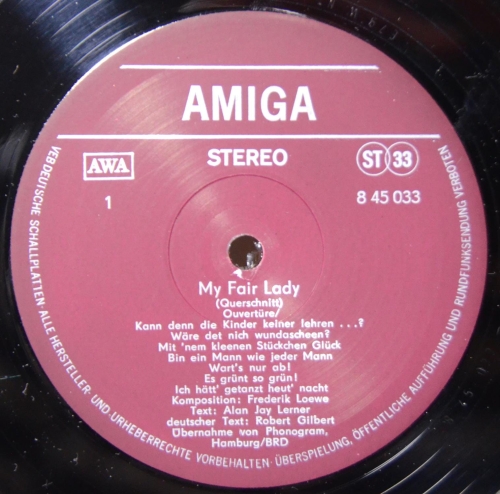 AMIGA
AWA
STEREO
ST 33
1
8 45 033
My Fair Lady
(Querschnitt)
Ouvertüre/
Kann denn die Kinder keiner lehren ...?
Wäre det nich wundascheen?
Mit 'nem kleenen Stückchen Glück
Bin ein Mann wie jeder Mann
Wart's nur ab!
Es grünt so grün!
Ich hätt' getanzt heut' nacht
Komposition: Frederik Loewe
Text: Alan Jay Lerner
deutscher Text: Robert Gilbert
Übernahme von Phonogram,
Hamburg/BRD
VEB DEUTSCHE SCHALLPLATTEN ALLE HERSTELLER- UND URHEBERRECHTE VORBEHALTEN · ÜBERSPIELUNG, ÖFFENTLICHE AUFFÜHRUNG UND RUNDFUNKSENDUNG VERBOTEN